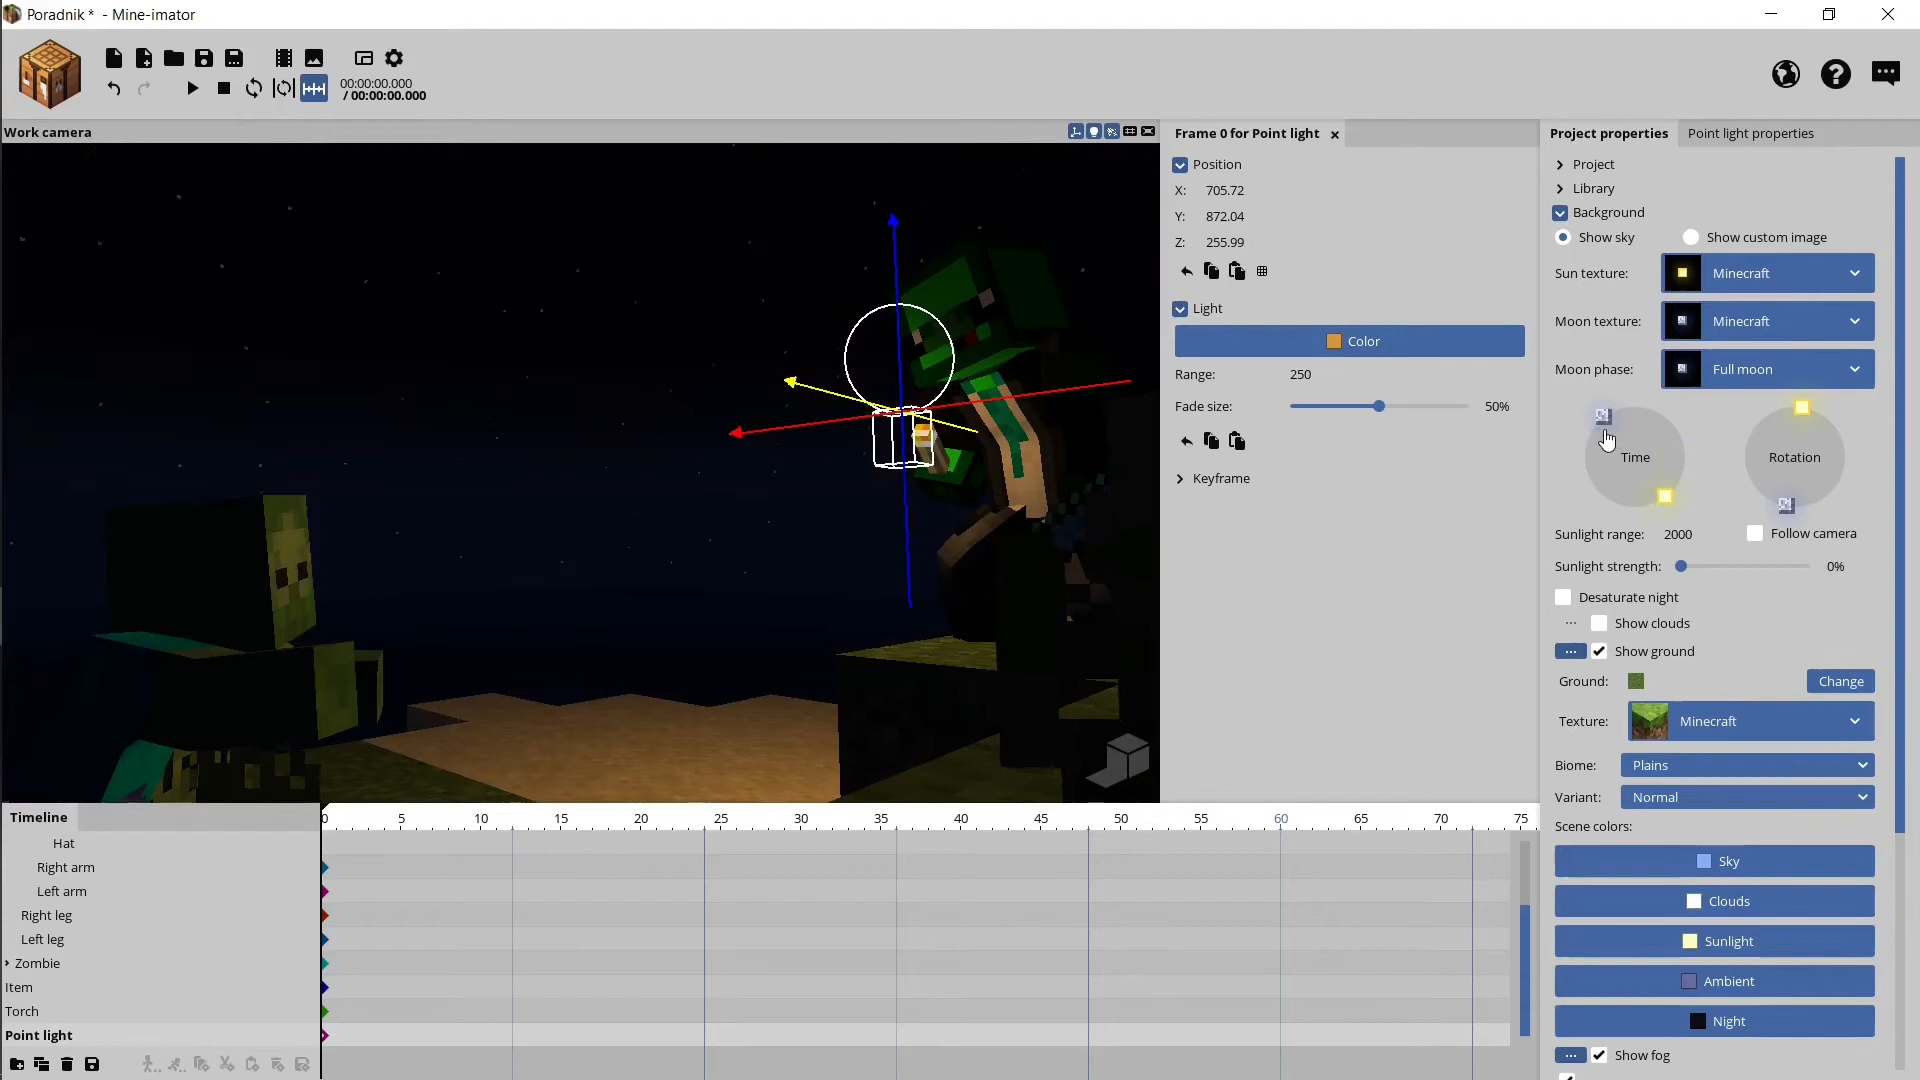 Poradnik * - Mine-imator
00:00:00.000
/ 00:00:00.000
Work camera
Frame 0 for Point light
Position
X: 705.72
Y: 872.04
Z: 255.99
Light
Color
Range: 250
Fade size: 50%
Keyframe
Project properties
Point light properties
Project
Library
Background
Show sky
Show custom image
Sun texture: Minecraft
Moon texture: Minecraft
Moon phase: Full moon
Time
Rotation
Sunlight range: 2000
Follow camera
Sunlight strength: 0%
Desaturate night
... Show clouds
... Show ground
Ground: Change
Texture: Minecraft
Biome: Plains
Variant: Normal
Scene colors:
Sky
Clouds
Sunlight
Ambient
Night
... Show fog
Timeline
0 5 10 15 20 25 30 35 40 45 50 55 60 65 70 75
Hat
Right arm
Left arm
Right leg
Left leg
Zombie
Item
Torch
Point light